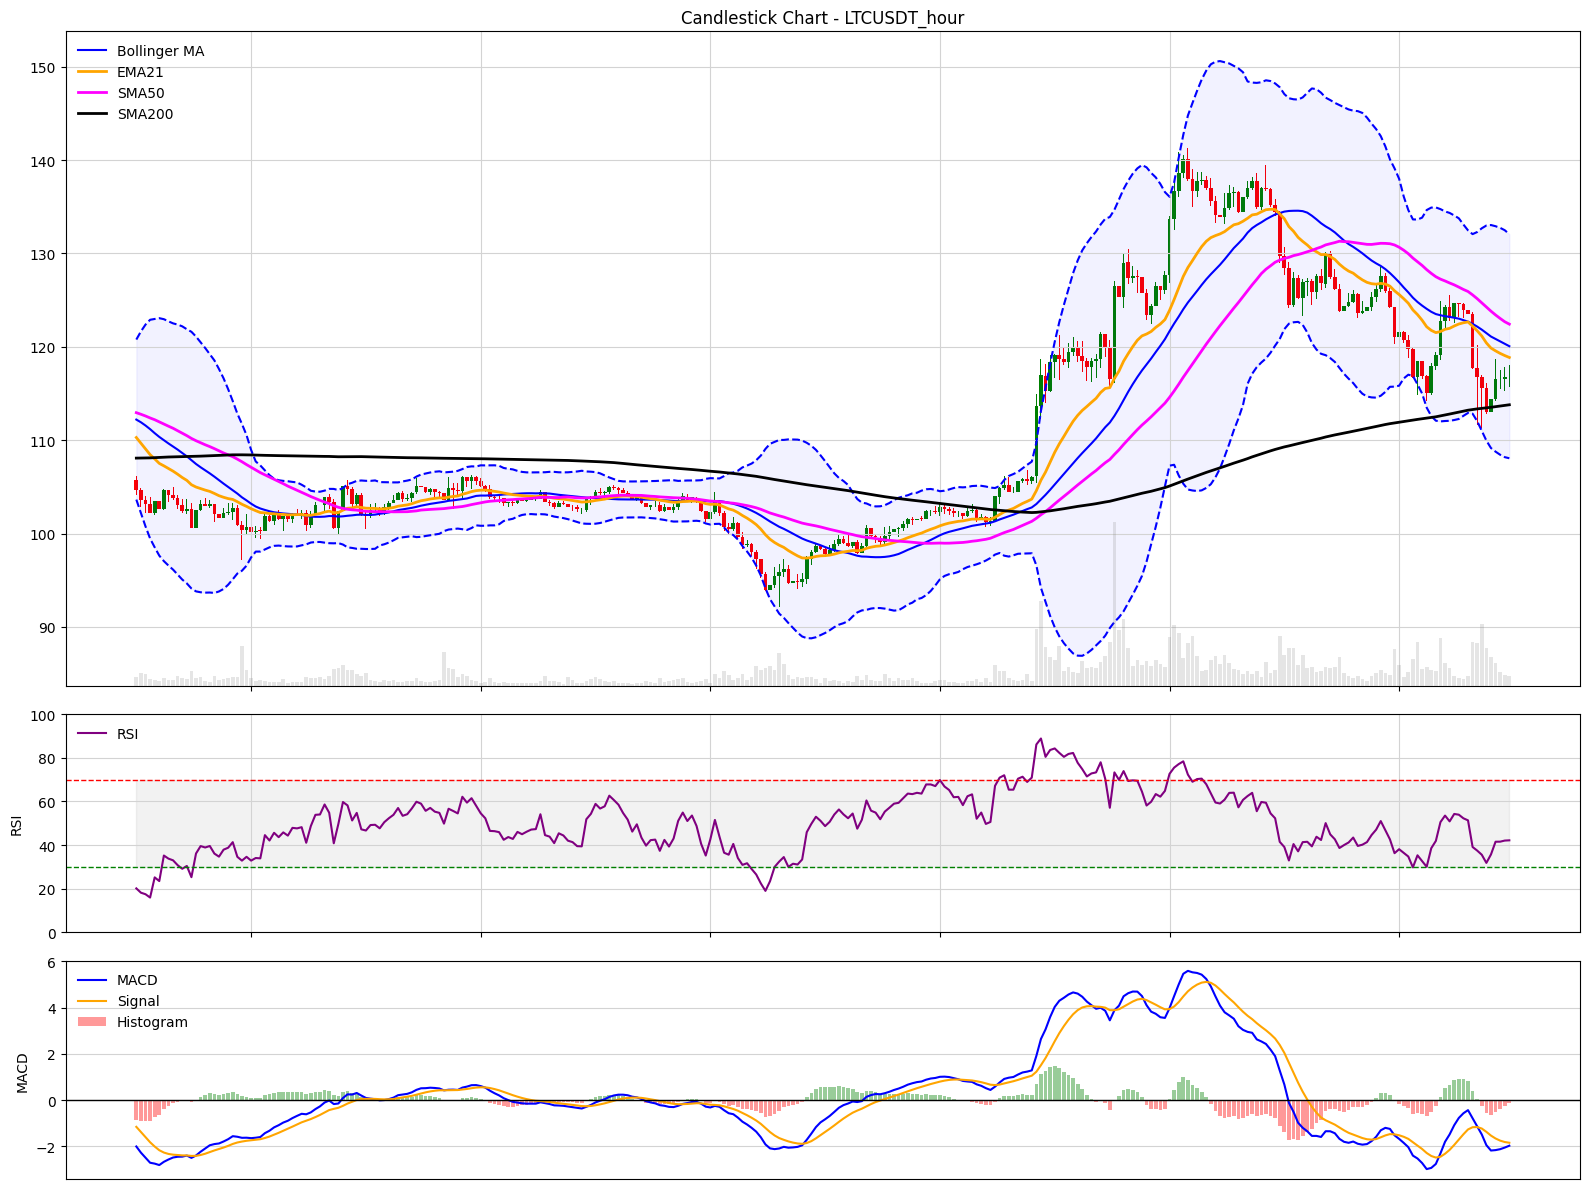 Candlestick Chart - LTCUSDT_hour
Bollinger MA
EMA21
SMA50
SMA200
150
140
130
120
110
100
90
RSI
100
80
60
40
20
0
RSI
MACD
Signal
Histogram
6
4
2
0
−2
MACD